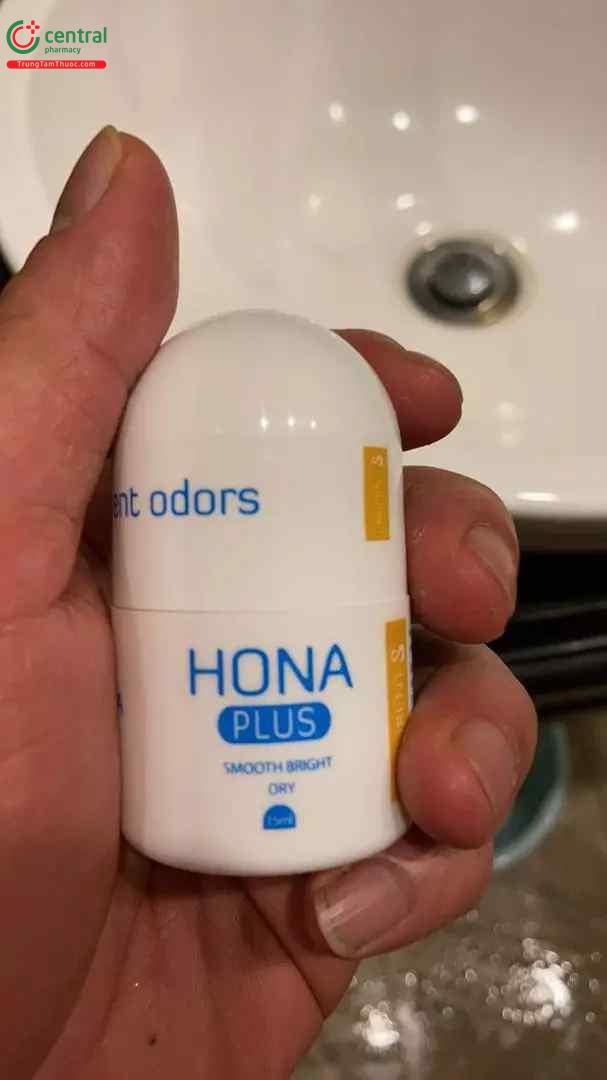 central
pharmacy
TrungTamThuoc.com
ent odors
HONA
PLUS
SMOOTH BRIGHT
DRY
15ml